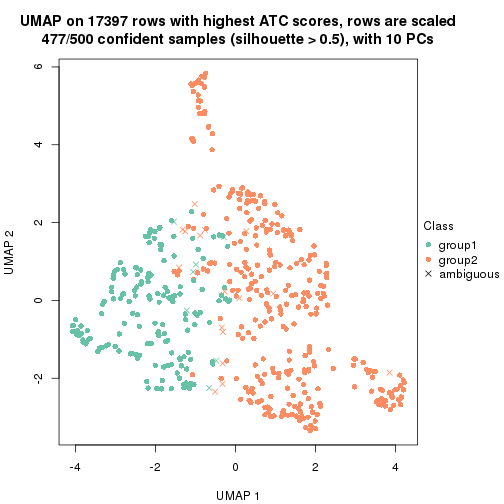 UMAP on 17397 rows with highest ATC scores, rows are scaled
477/500 confident samples (silhouette > 0.5), with 10 PCs
6
4
2
0
-2
UMAP 2
-4
-2
0
2
4
UMAP 1
Class
group1
group2
ambiguous